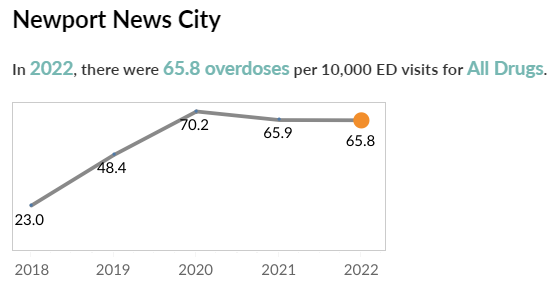 Newport News City
In 2022, there were 65.8 overdoses per 10,000 ED visits for All Drugs.
70.2
65.9
65.8
48.4
23.0
2018 2019 2020 2021 2022